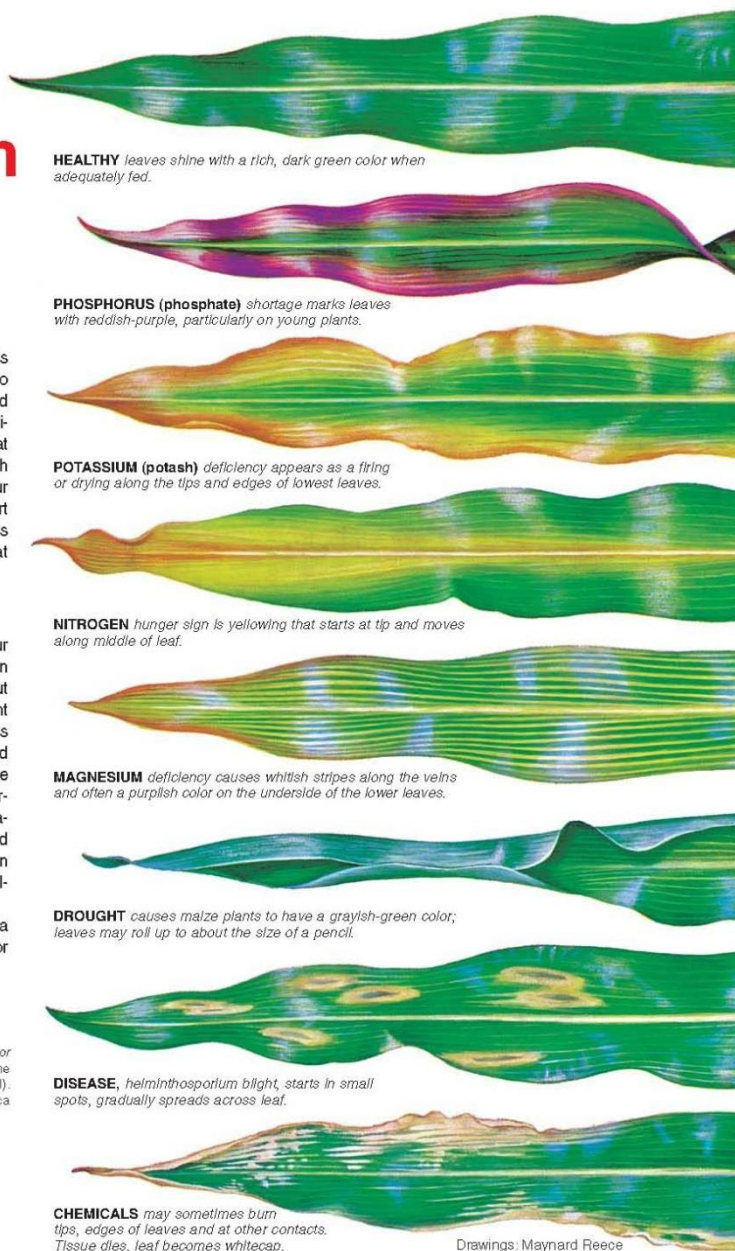 HEALTHY leaves shine with a rich, dark green color when
adequately fed.
PHOSPHORUS (phosphate) shortage marks leaves
with reddish-purple, particularly on young plants.
POTASSIUM (potash) deficiency appears as a firing
or drying along the tips and edges of lowest leaves.
NITROGEN hunger sign is yellowing that starts at tip and moves
along middle of leaf.
MAGNESIUM deficiency causes whitish stripes along the veins
and often a purplish color on the underside of the lower leaves.
DROUGHT causes maize plants to have a grayish-green color;
leaves may roll up to about the size of a pencil.
DISEASE, helminthosporium blight, starts in small
spots, gradually spreads across leaf.
CHEMICALS may sometimes burn
tips, edges of leaves and at other contacts.
Tissue dies, leaf becomes whitecap.
Drawings: Maynard Reece